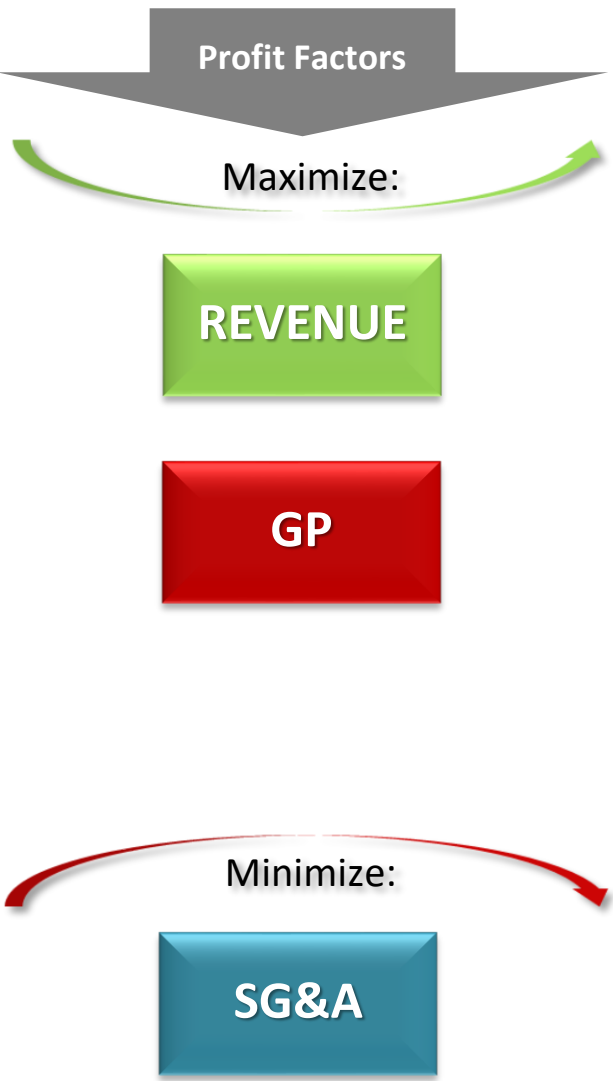 Profit Factors
Maximize:
REVENUE
GP
Minimize:
SG&A